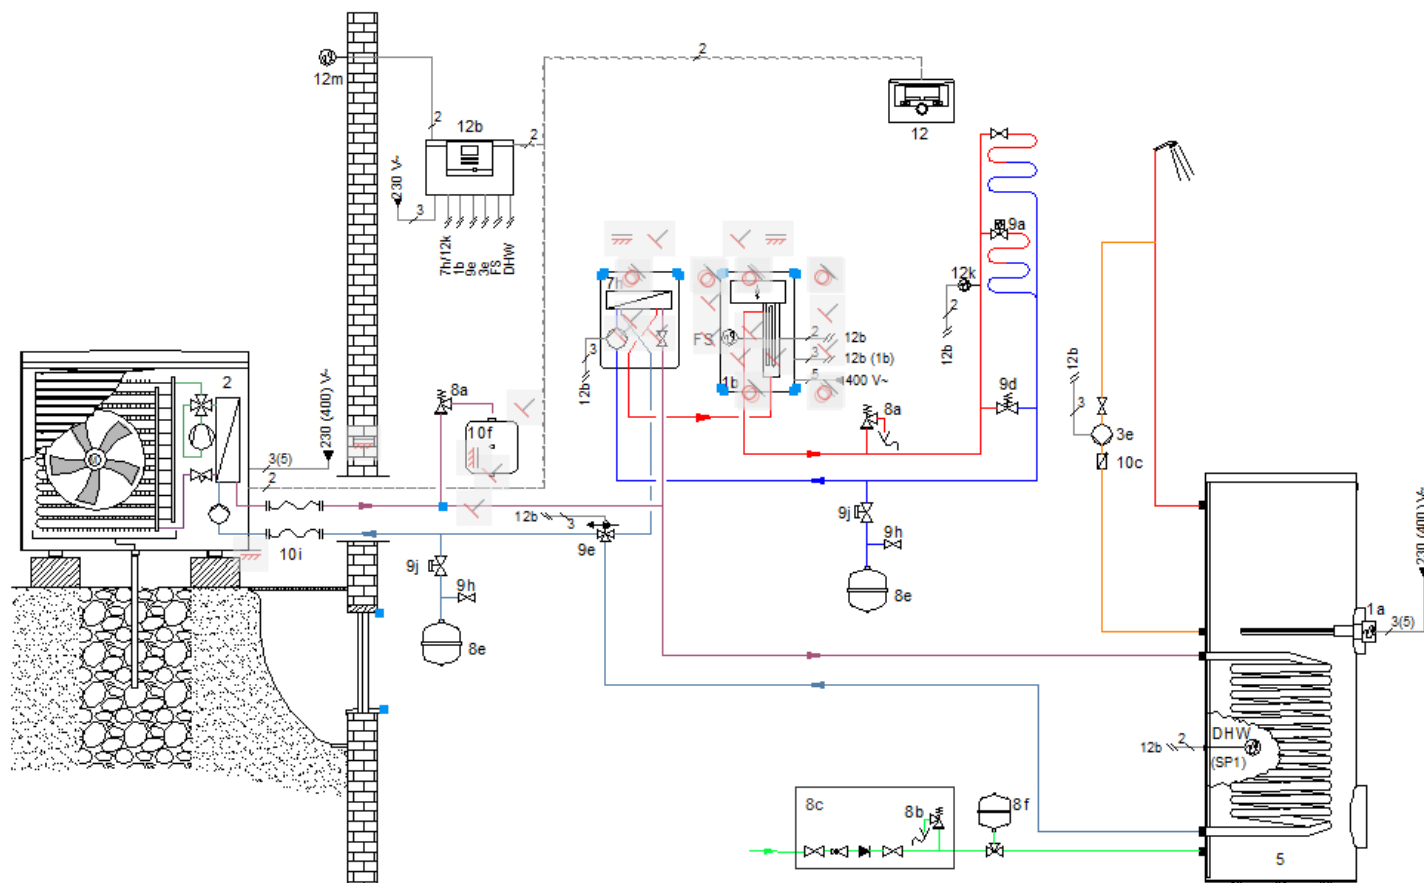 2
12m
12b
2
2
12
230 V~
3
7h/12k
1b
9e
3e
FS
DHW
9a
12k
2
12b
7h
FS
2
12b
3
12b (1b)
5
400 V~
1b
3
12b
12b
3
3e
10c
9d
8a
2
M
8a
10f
230 (400) V~
3(5)
2
10i
12b
3
9e
9j
9h
8e
9j
9h
8e
230 (400) V~
1a
3(5)
DHW
(SP1)
12b
2
8c
8b
8f
5